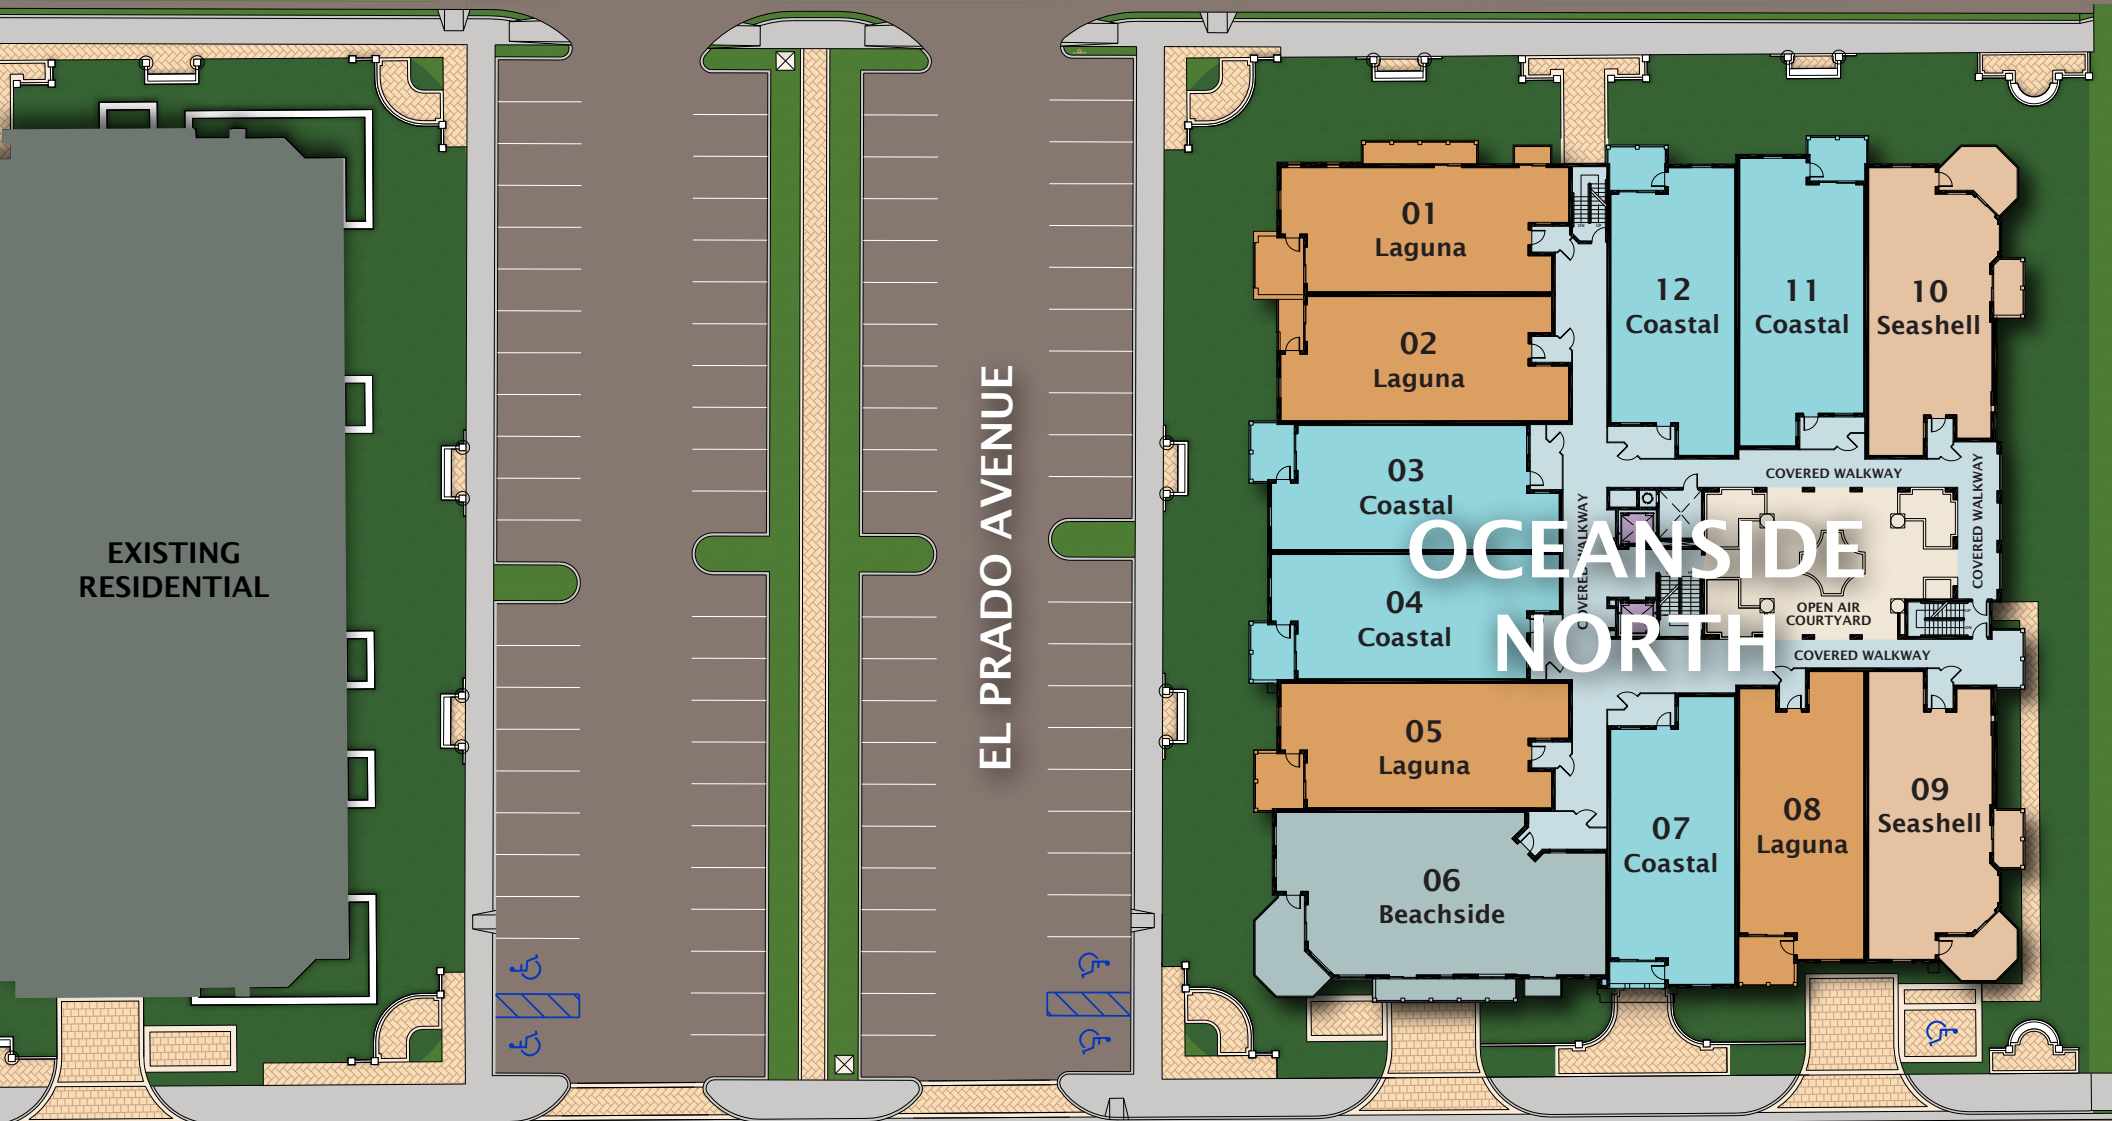 EXISTING
RESIDENTIAL
EL PRADO AVENUE
01
Laguna
02
Laguna
03
Coastal
04
Coastal
05
Laguna
06
Beachside
12
Coastal
11
Coastal
10
Seashell
COVERED WALKWAY
COVERED WALKWAY
COVERED WALKWAY
OCEANSIDE
NORTH
OPEN AIR
COURTYARD
COVERED WALKWAY
07
Coastal
08
Laguna
09
Seashell